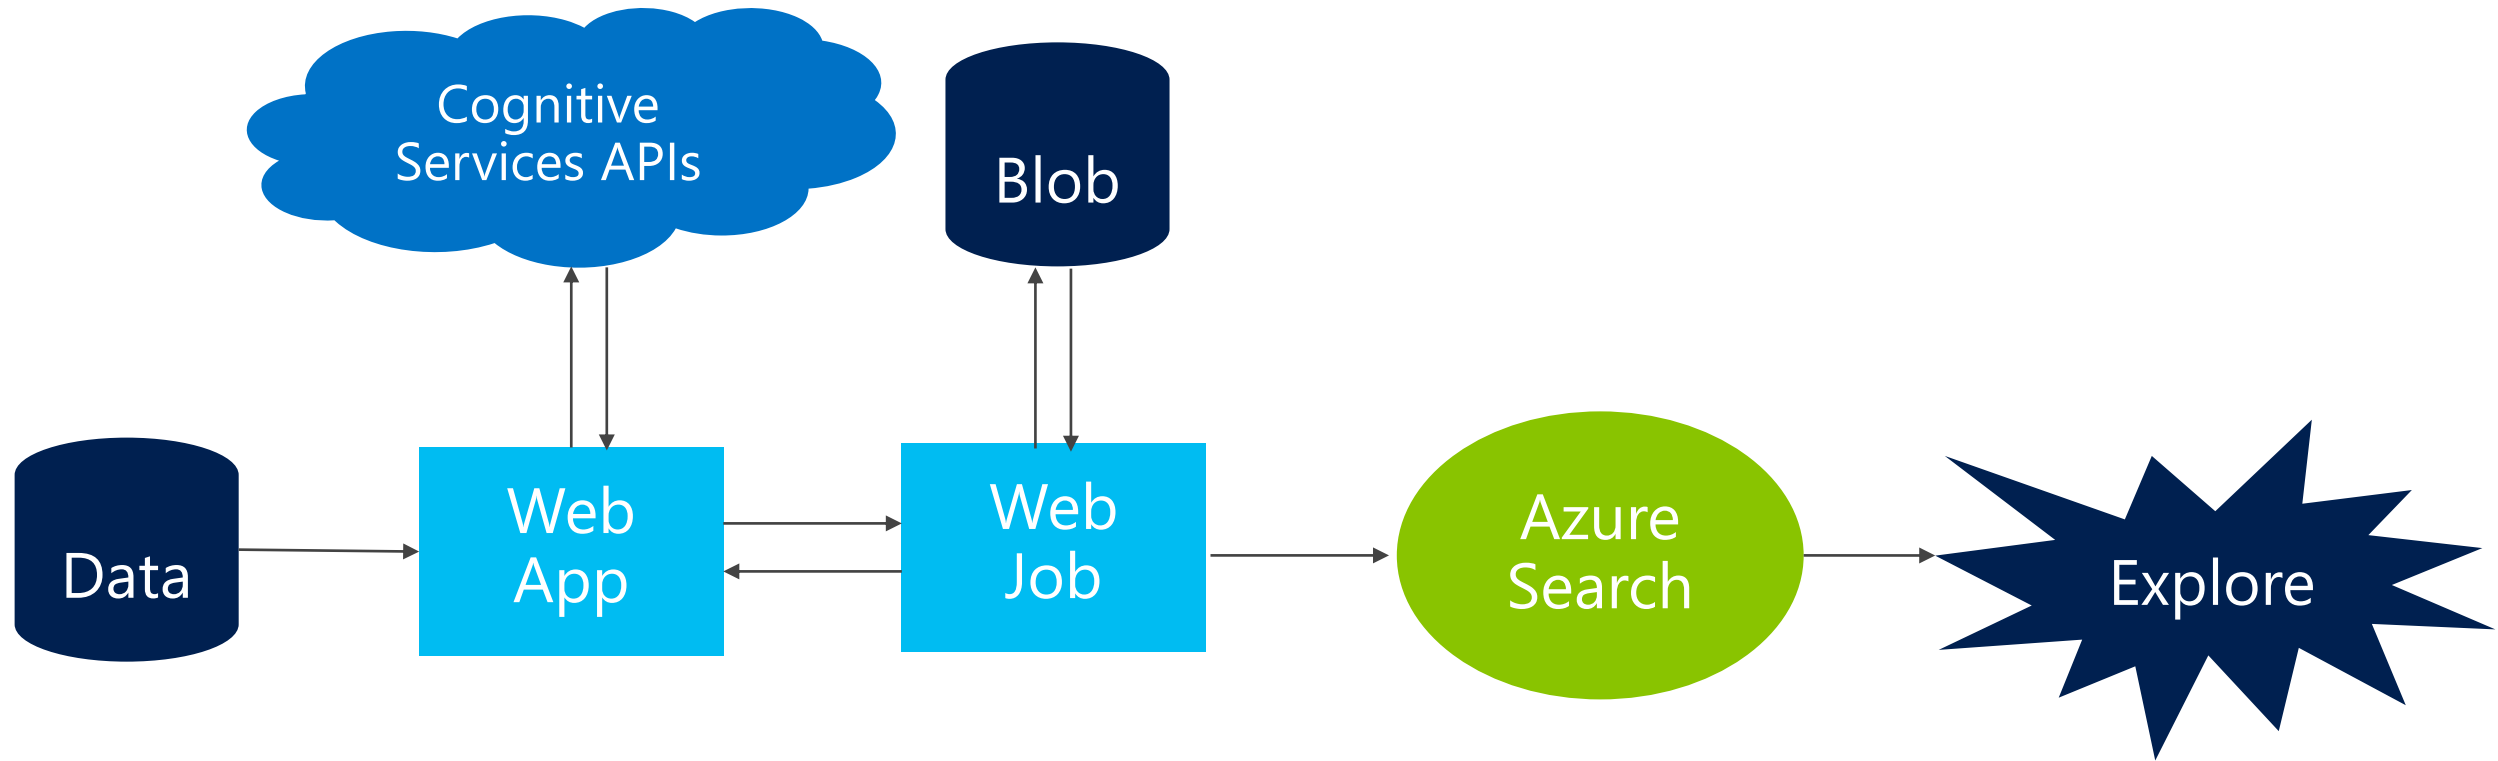 Cognitive
Services APIs
Blob
Data
Web
App
Web
Job
Azure
Search
Explore